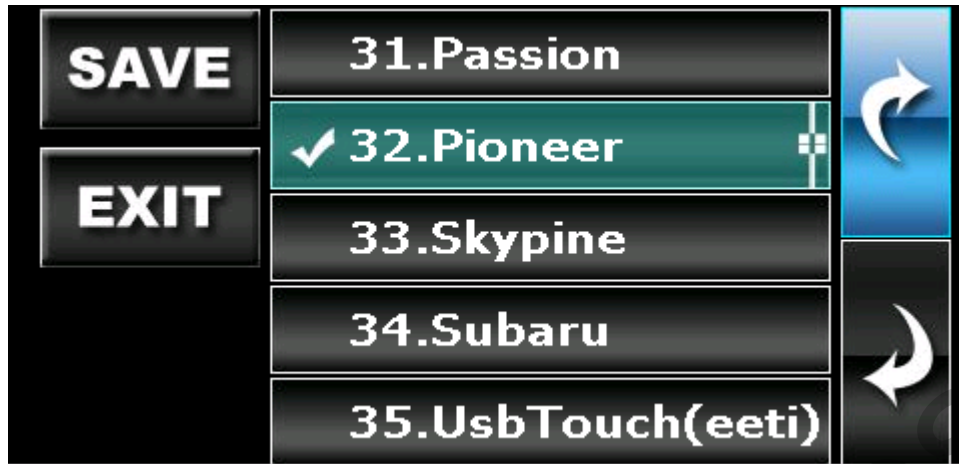 SAVE
EXIT
31.Passion
32.Pioneer
33.Skypine
34.Subaru
35.UsbTouch(eeti)